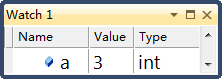 Watch 1
Name Value Type
a 3 int